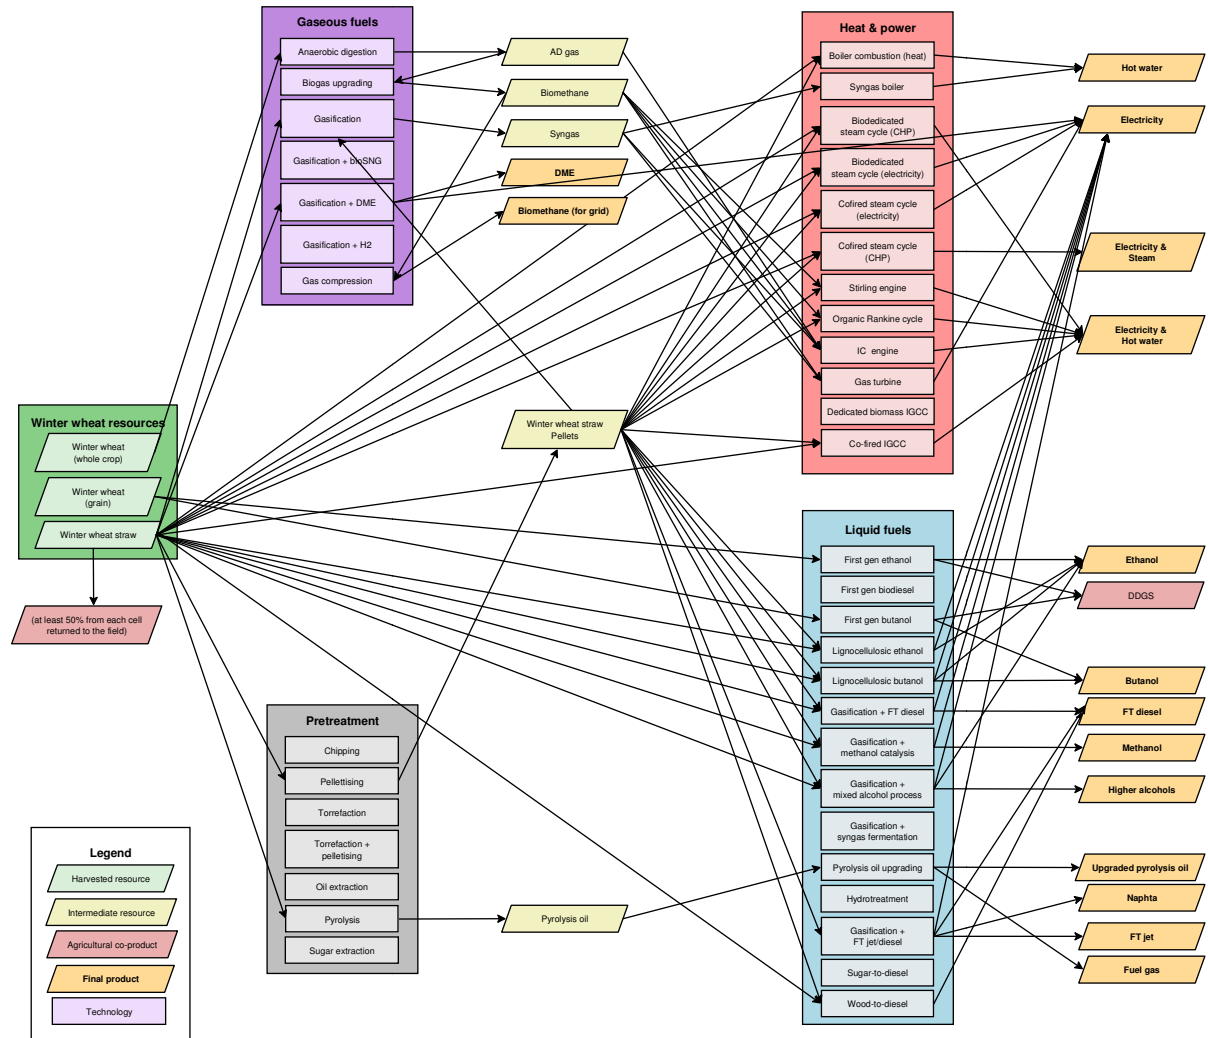 Gaseous fuels
Anaerobic digestion
Biogas upgrading
Gasification
Gasification + bioSNG
Gasification + DME
Gasification + H2
Gas compression
AD gas
Biomethane
Syngas
DME
Biomethane (for grid)
Heat & power
Boiler combustion (heat)
Syngas boiler
Biodedicated
steam cycle (CHP)
Biodedicated
steam cycle (electricity)
Cofired steam cycle
(electricity)
Cofired steam cycle
(CHP)
Stirling engine
Organic Rankine cycle
IC engine
Gas turbine
Dedicated biomass IGCC
Co-fired IGCC
Hot water
Electricity
Electricity &
Steam
Electricity &
Hot water
Winter wheat resources
Winter wheat
(whole crop)
Winter wheat
(grain)
Winter wheat straw
(at least 50% from each cell
returned to the field)
Winter wheat straw
Pellets
Pretreatment
Chipping
Pellettising
Torrefaction
Torrefaction +
pelletising
Oil extraction
Pyrolysis
Sugar extraction
Pyrolysis oil
Liquid fuels
First gen ethanol
First gen biodiesel
First gen butanol
Lignocellulosic ethanol
Lignocellulosic butanol
Gasification + FT diesel
Gasification +
methanol catalysis
Gasification +
mixed alcohol process
Gasification +
syngas fermentation
Pyrolysis oil upgrading
Hydrotreatment
Gasification +
FT jet/diesel
Sugar-to-diesel
Wood-to-diesel
Ethanol
DDGS
Butanol
FT diesel
Methanol
Higher alcohols
Upgraded pyrolysis oil
Naphta
FT jet
Fuel gas
Legend
Harvested resource
Intermediate resource
Agricultural co-product
Final product
Technology